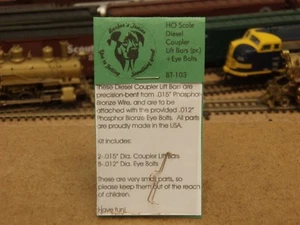 HO Scale
Diesel
Coupler
Lift Bars (pr.)
+Eye Bolts
BT-103
These Diesel Coupler Lift Bars are
precision-bent from .015" Phosphor
Bronze Wire, and are to be
attached with the provided .012"
Phosphor Bronze Eye Bolts. All parts
are proudly made in the USA.
Kit Includes:
2-.015" Dia. Coupler Lift Bars
8-.012" Dia. Eye Bolts
These are very small parts, so
please keep them out of the reach
of children.
Have fun!